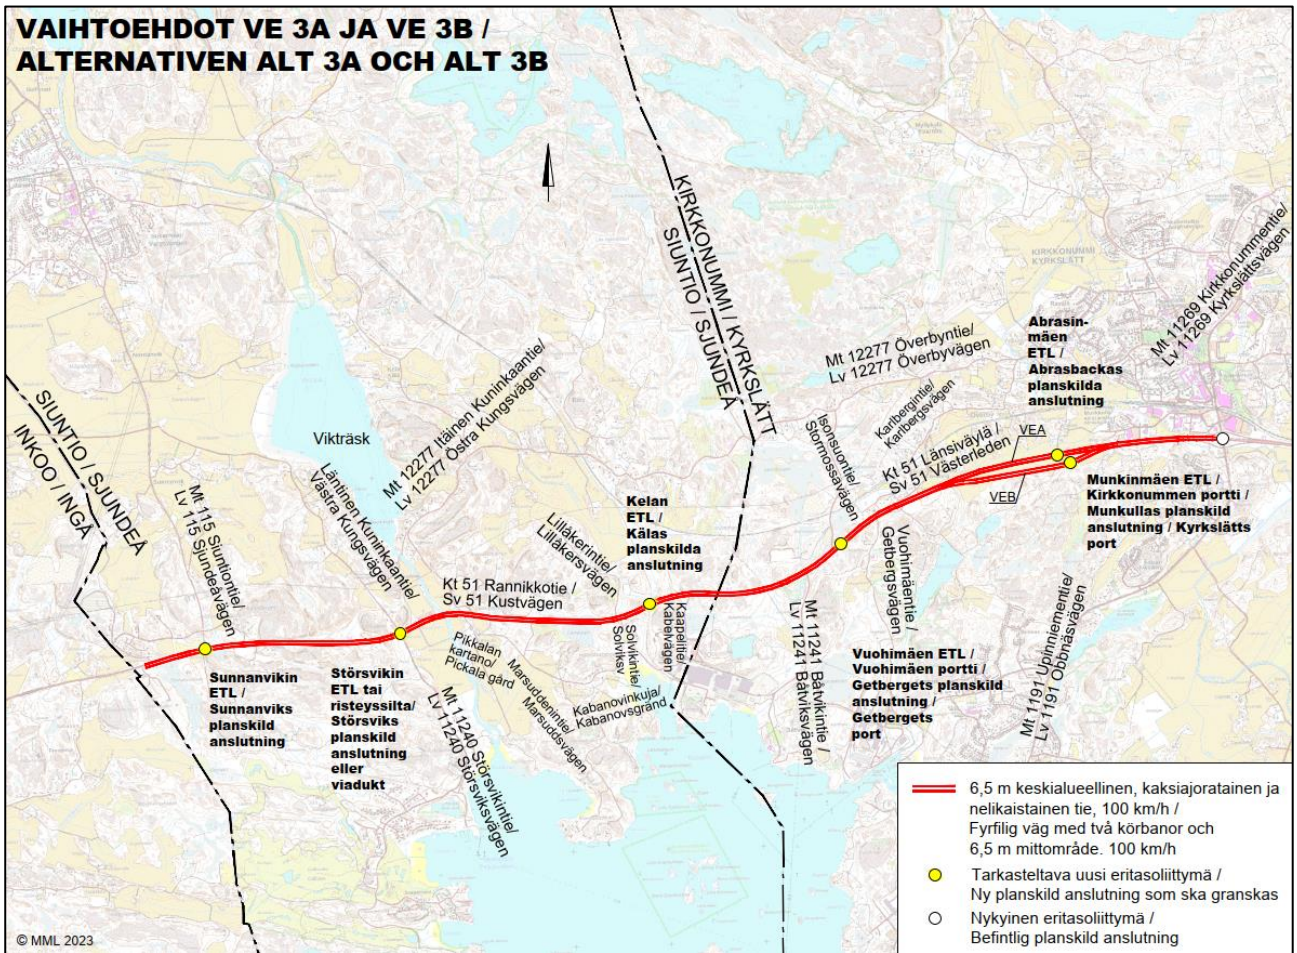 VAIHTOEHDOT VE 3A JA VE 3B /
ALTERNATIVEN ALT 3A OCH ALT 3B
KIRKKONUMMI / KYRKSLÄTT
SIUNTIO / SJUNDEÅ
SIUNTIO / SJUNDEÅ
INKOO / INGÅ
Vikträsk
Mt 115 Siuntiontie/
Lv 115 Sjundeåvägen
Läntinen Kuninkaantie/
Västra Kungsvägen
Mt 12277 Itäinen Kuninkaantie/
Lv 12277 Östra Kungsvägen
Kt 51 Rannikkotie /
Sv 51 Kustvägen
Lillåkerintie/
Lillåkersvägen
Kelan
ETL /
Kälas
planskilda
anslutning
Mt 12277 Överbyntie/
Lv 12277 Överbyvägen
Isonsuontie/
Stormossavägen
Karlbergintie/
Karlbergsvägen
Kt 51 Länsiväylä /
Sv 51 Västerleden
KIRKKONUMMI
KYRKSLÄTT
Abrasin-
mäen
ETL /
Abrasbackas
planskilda
anslutning
Mt 11269 Kirkkonummentie/
Lv 11269 Kyrkslättsvägen
VEA
VEB
Munkinmäen ETL /
Kirkkonummen portti /
Munkullas planskild
anslutning / Kyrkslätts
port
Sunnanvikin
ETL /
Sunnanviks
planskild
anslutning
Störsvikin
ETL tai
risteyssilta/
Störsviks
planskild
anslutning
eller
viadukt
Pikkalan
kartano/
Pickala gård
Mt 11240 Störsvikintie/
Lv 11240 Störsviksvägen
Marsuddenintie/
Marsuddsvägen
Kabanovinkuja/
Kabanovsgränd
Solvikintie/
Solviksv
Kaapelitie/
Kabelvägen
Mt 11241 Båtvikintie /
Lv 11241 Båtviksvägen
Vuohimäentie /
Getbergsvägen
Vuohimäen ETL /
Vuohimäen portti /
Getbergets planskild
anslutning /
Getbergets
port
Mt 1191 Upinniementie/
Lv 1191 Obbnäsvägen
6,5 m keskialueellinen, kaksiajoratainen ja
nelikaistainen tie, 100 km/h /
Fyrfilig väg med två körbanor och
6,5 m mittområde. 100 km/h
Tarkasteltava uusi eritasoliittymä /
Ny planskild anslutning som ska granskas
Nykyinen eritasoliittymä /
Befintlig planskild anslutning
© MML 2023